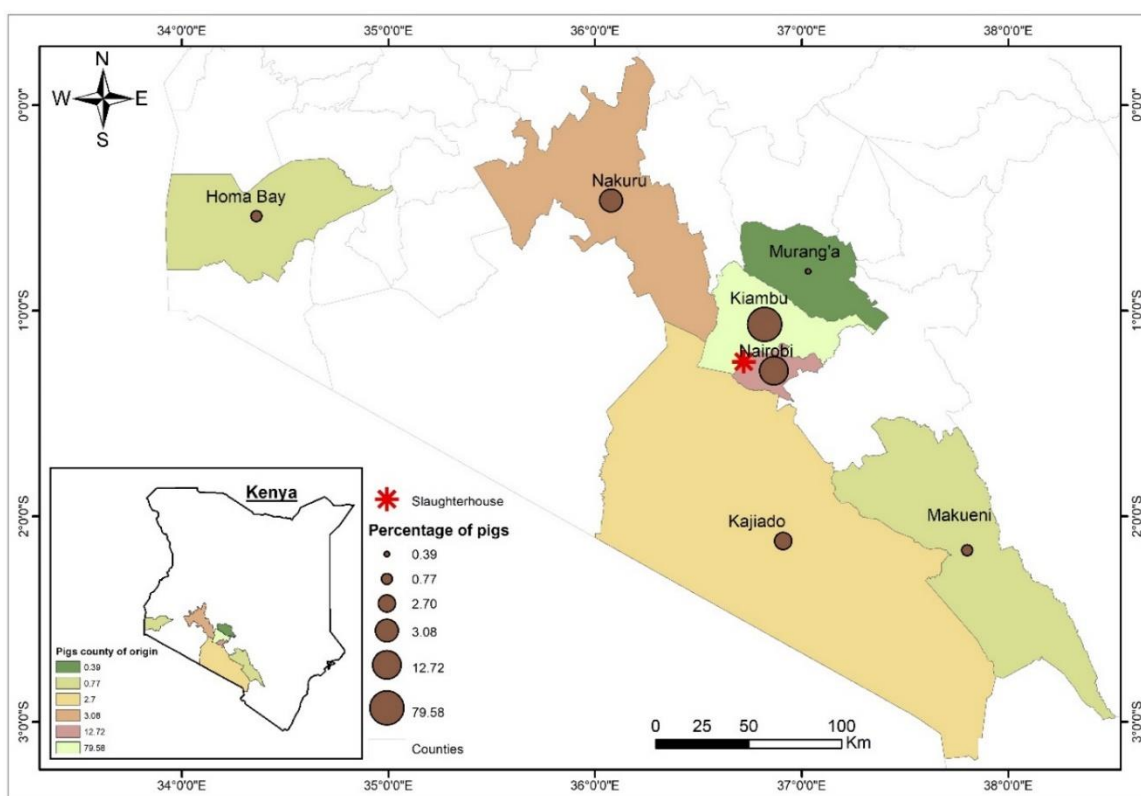 34°0'0"E 35°0'0"E 36°0'0"E 37°0'0"E 38°0'0"E
N
W E
S
0°0'0" 0°0'0"
Homa Bay
Nakuru
Murang'a
Kiambu
1°0'0"S 1°0'0"S
Nairobi
Kajiado
Makueni
2°0'0"S 2°0'0"S
3°0'0"S 3°0'0"S
Kenya
Pigs county of origin
0.39
0.77
2.7
3.08
12.72
79.58
Slaughterhouse
Percentage of pigs
0.39
0.77
2.70
3.08
12.72
79.58
Counties
0 25 50 100
Km
34°0'0"E 35°0'0"E 36°0'0"E 37°0'0"E 38°0'0"E